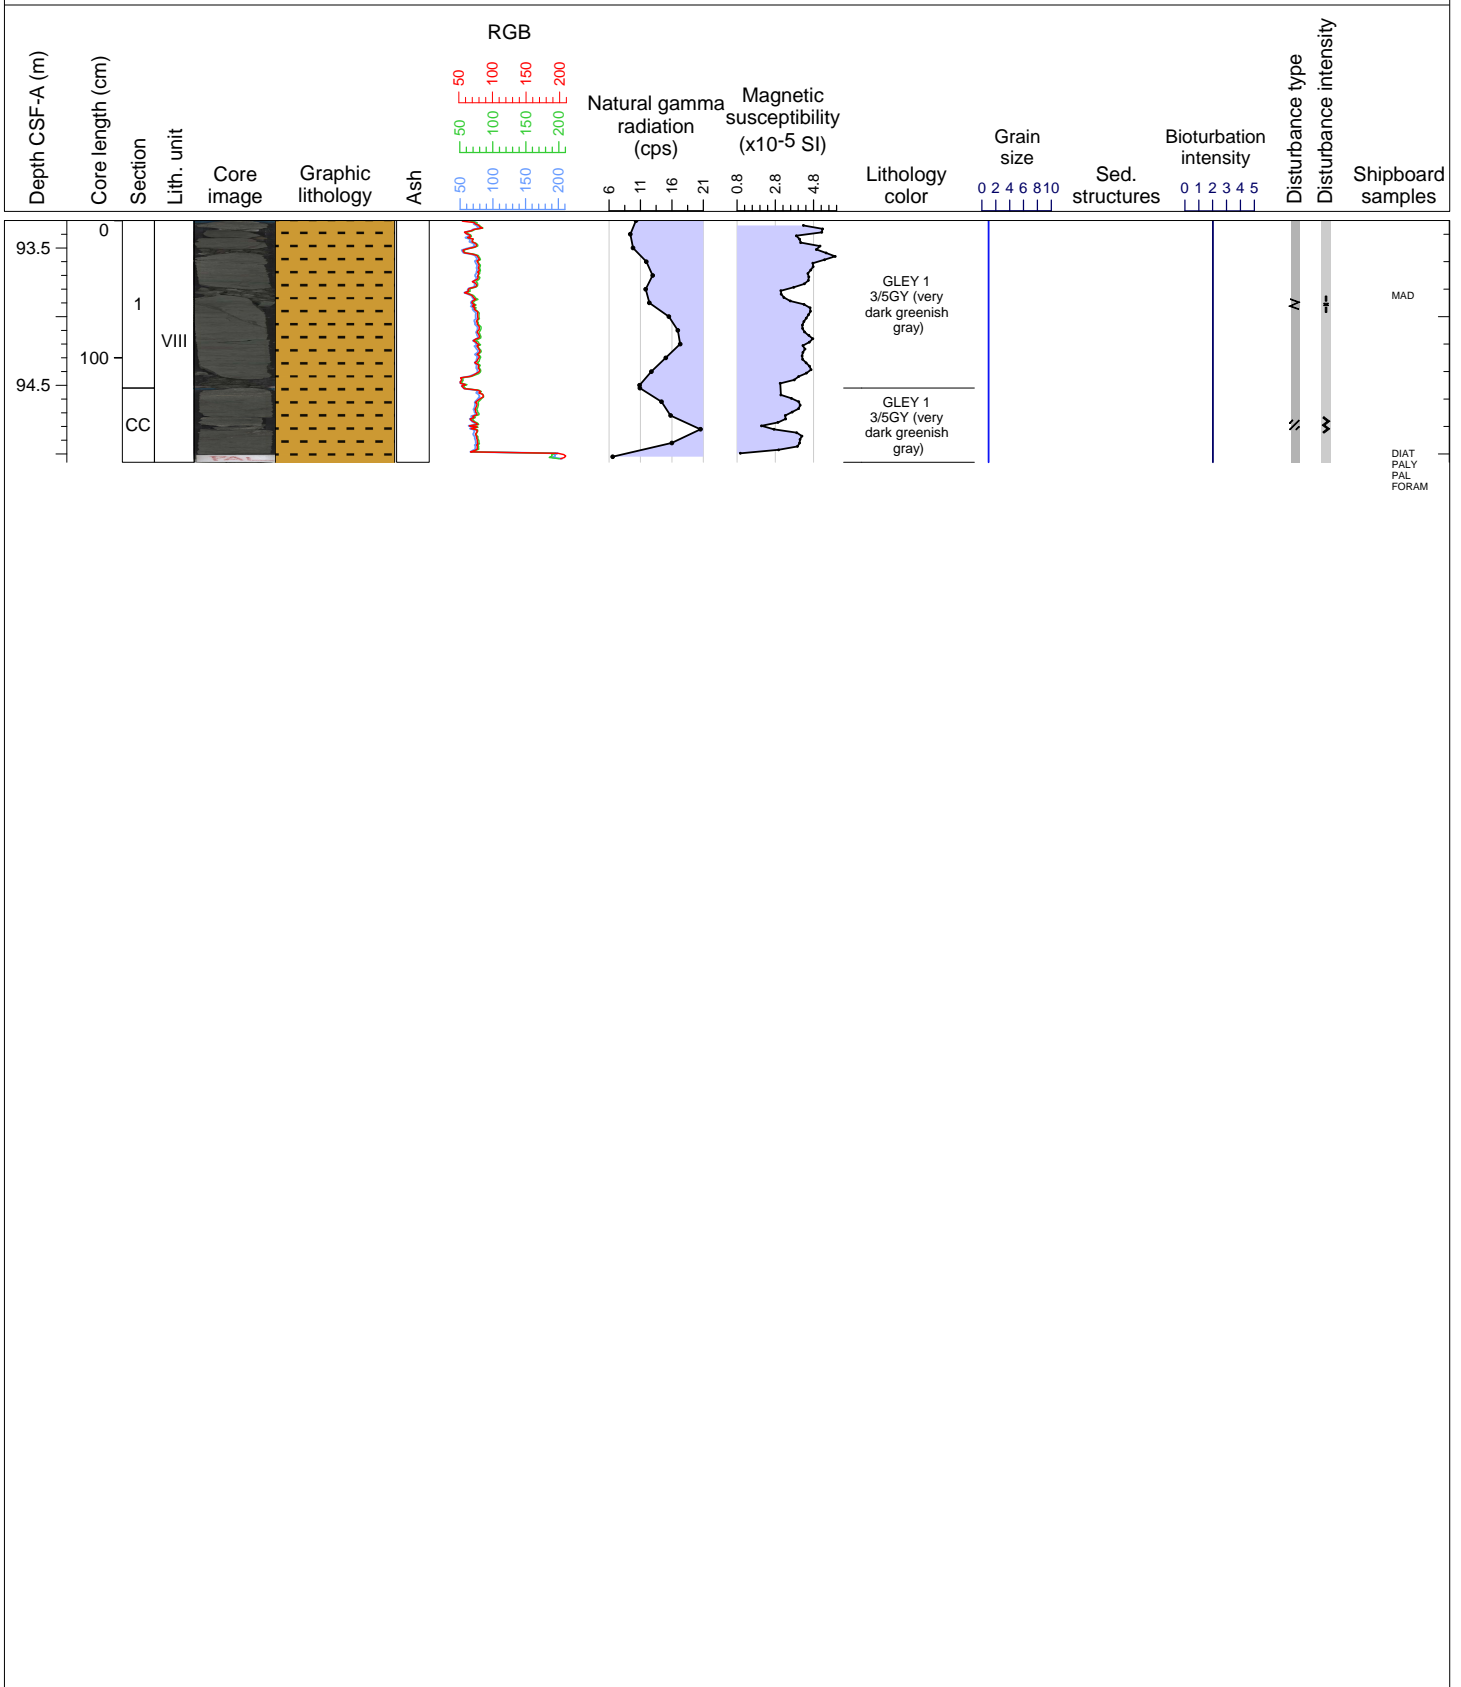 Depth CSF-A (m)
Core length (cm)
Section
Lith. unit
Core
image
Graphic
lithology
Ash
RGB
50 100 150 200
50 100 150 200
50 100 150 200
Natural gamma
radiation
(cps)
6 11 16 21
Magnetic
susceptibility
(x10-5 SI)
0.8 2.8 4.8
Lithology
color
Grain
size
0 2 4 6 8 10
Sed.
structures
Bioturbation
intensity
0 1 2 3 4 5
Disturbance type
Disturbance intensity
Shipboard
samples
93.5
94.5
0
100
1
CC
VIII
PAL
GLEY 1
3/5GY (very
dark greenish
gray)
GLEY 1
3/5GY (very
dark greenish
gray)
MAD
DIAT
PALY
PAL
FORAM